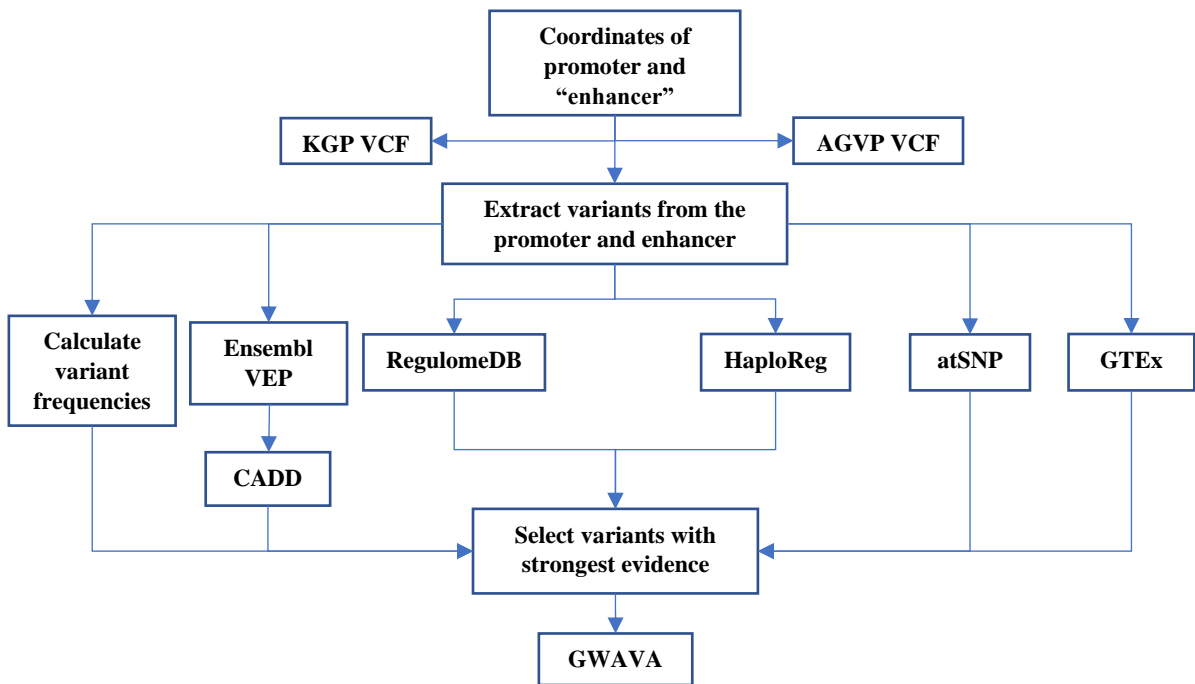 Coordinates of
promoter and
“enhancer”
KGP VCF
AGVP VCF
Extract variants from the
promoter and enhancer
Calculate
variant
frequencies
Ensembl
VEP
RegulomeDB
HaploReg
atSNP
GTEx
CADD
Select variants with
strongest evidence
GWAVA